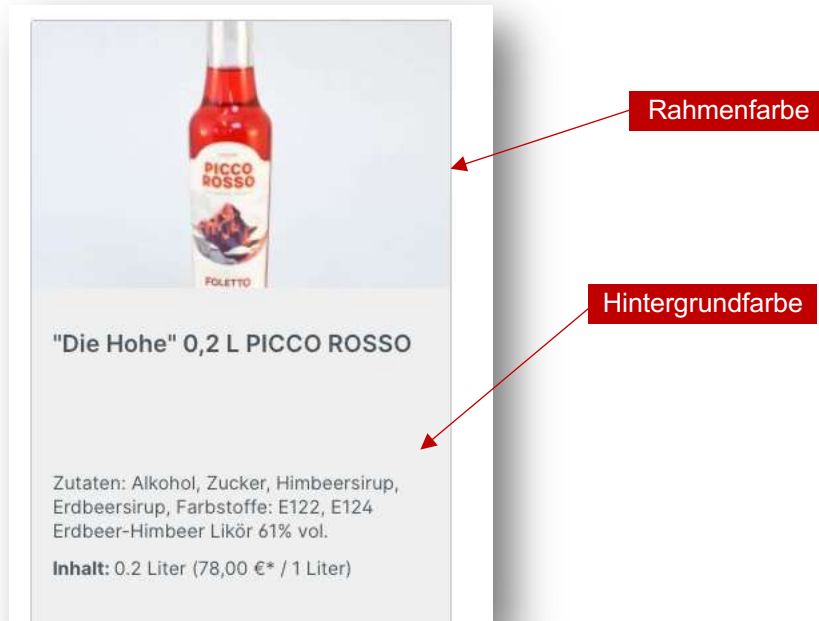 PICCO
ROSSO
FOLETTO
Rahmenfarbe
Hintergrundfarbe
"Die Hohe" 0,2 L PICCO ROSSO
Zutaten: Alkohol, Zucker, Himbeersirup,
Erdbeersirup, Farbstoffe: E122, E124
Erdbeer-Himbeer Likör 61% vol.
Inhalt: 0.2 Liter (78,00 €* / 1 Liter)